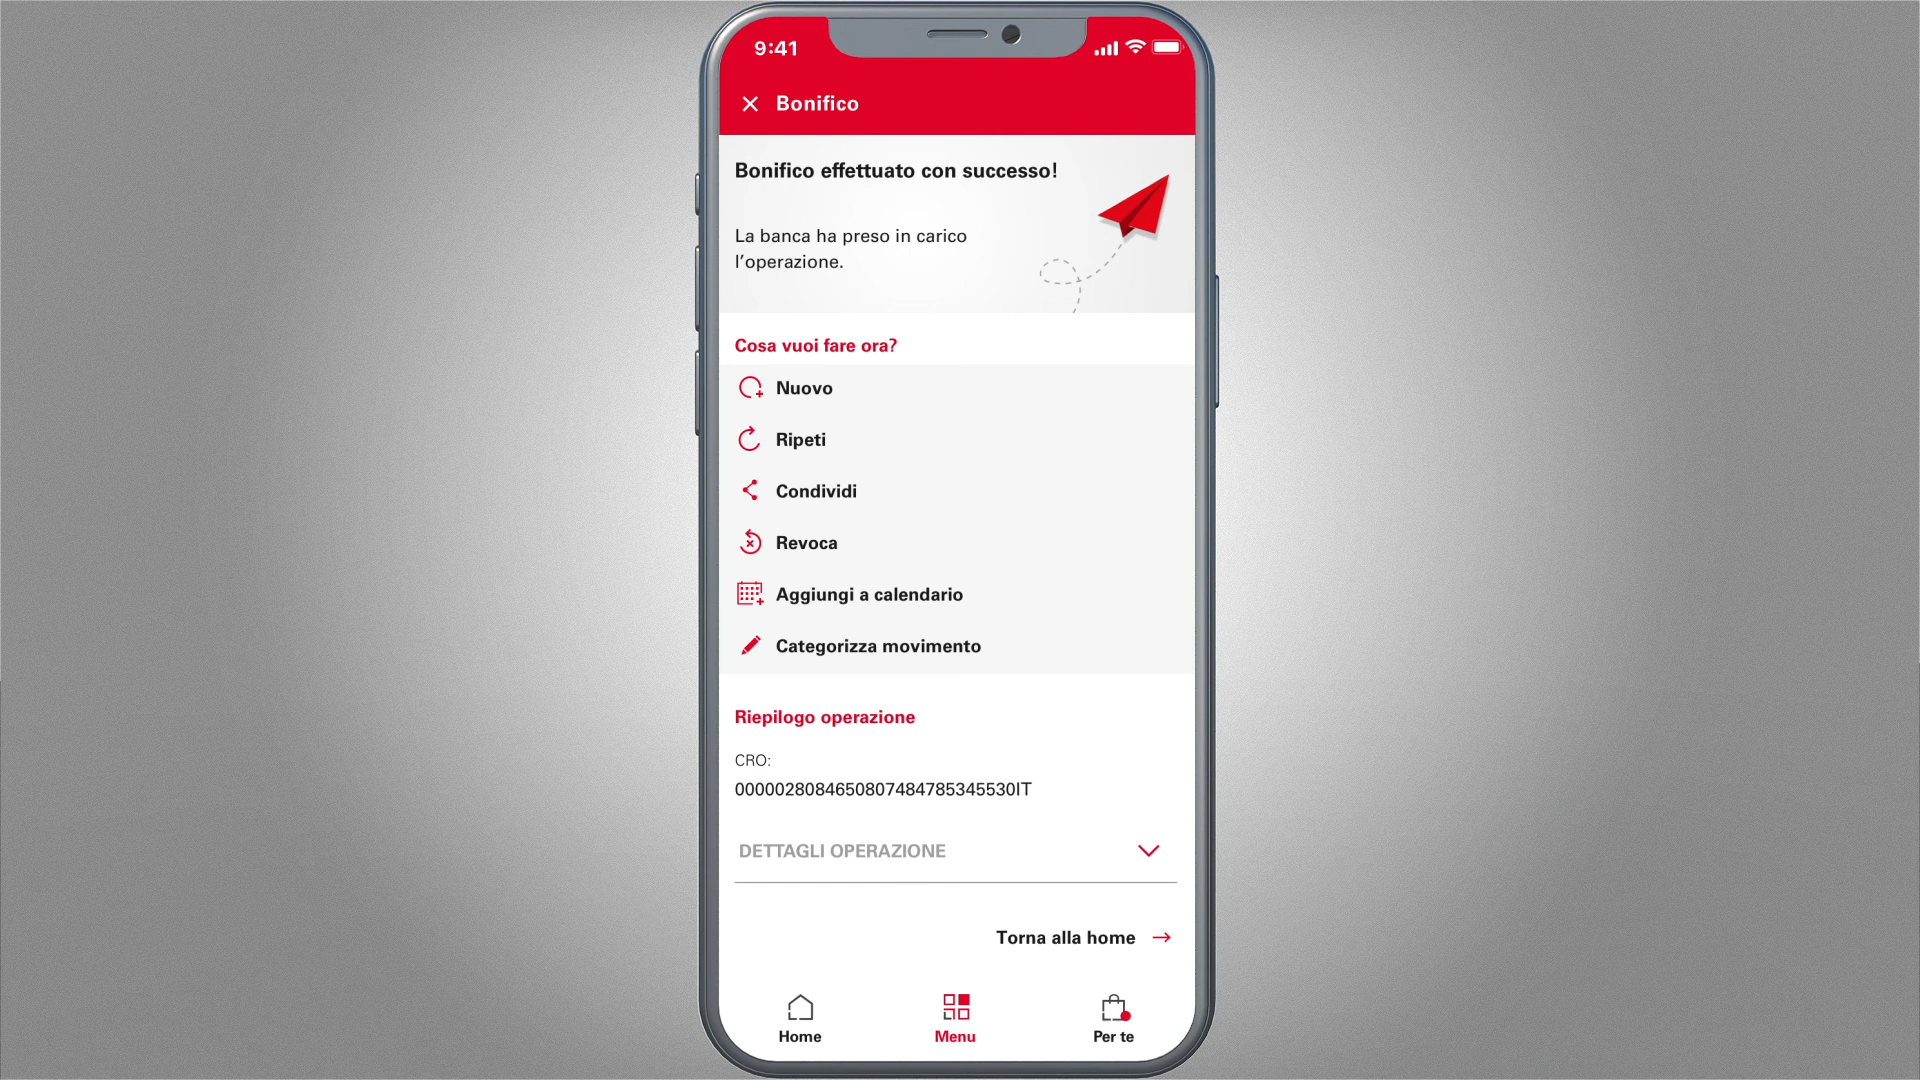 9:41
Bonifico
Bonifico effettuato con successo!
La banca ha preso in carico
l’operazione.
Cosa vuoi fare ora?
Nuovo
Ripeti
Condividi
Revoca
Aggiungi a calendario
Categorizza movimento
Riepilogo operazione
CRO:
0000028084650807484785345530IT
DETTAGLI OPERAZIONE
Torna alla home
Home
Menu
Per te